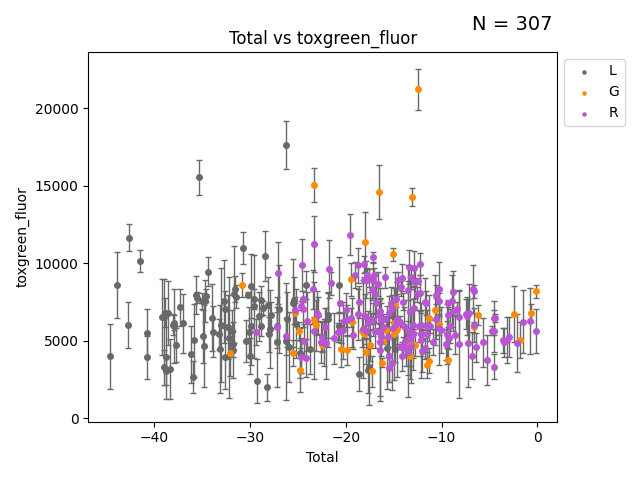 N = 307
Total vs toxgreen_fluor
L
G
R
20000
15000
10000
5000
0
toxgreen_fluor
−40
−30
−20
−10
0
Total